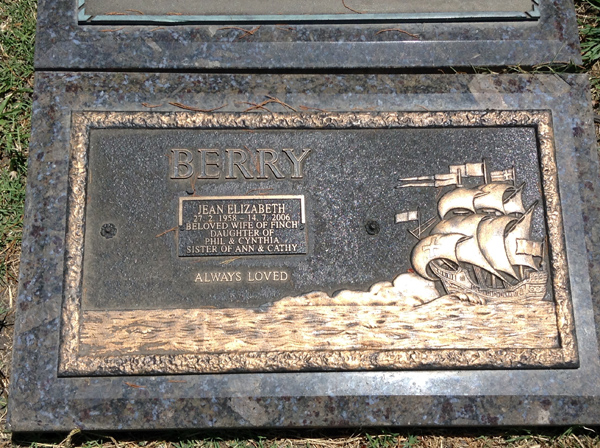 BERRY
JEAN ELIZABETH
27. 2. 1958 – 14. 7. 2006
BELOVED WIFE OF FINCH
DAUGHTER OF
PHIL & CYNTHIA
SISTER OF ANN & CATHY
ALWAYS LOVED